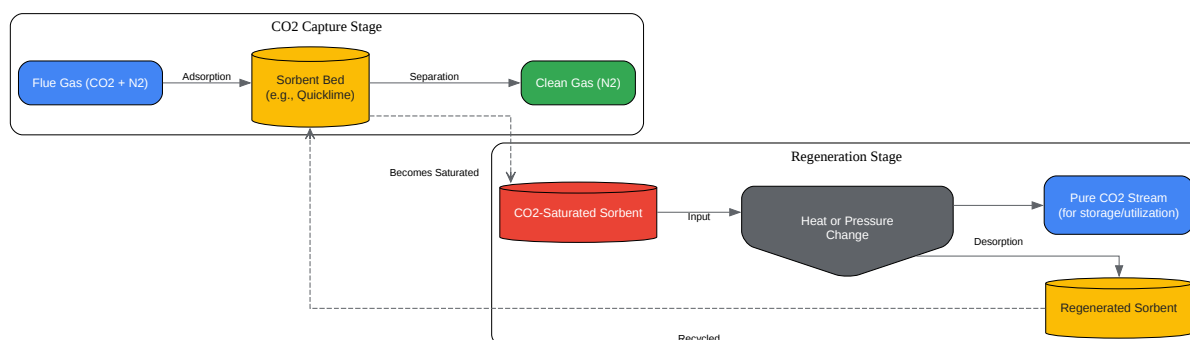 CO2 Capture Stage
Flue Gas (CO2 + N2)
Adsorption
Sorbent Bed
(e.g., Quicklime)
Separation
Clean Gas (N2)
Becomes Saturated
Regeneration Stage
CO2-Saturated Sorbent
Input
Heat or Pressure
Change
Pure CO2 Stream
(for storage/utilization)
Desorption
Regenerated Sorbent
Recycled